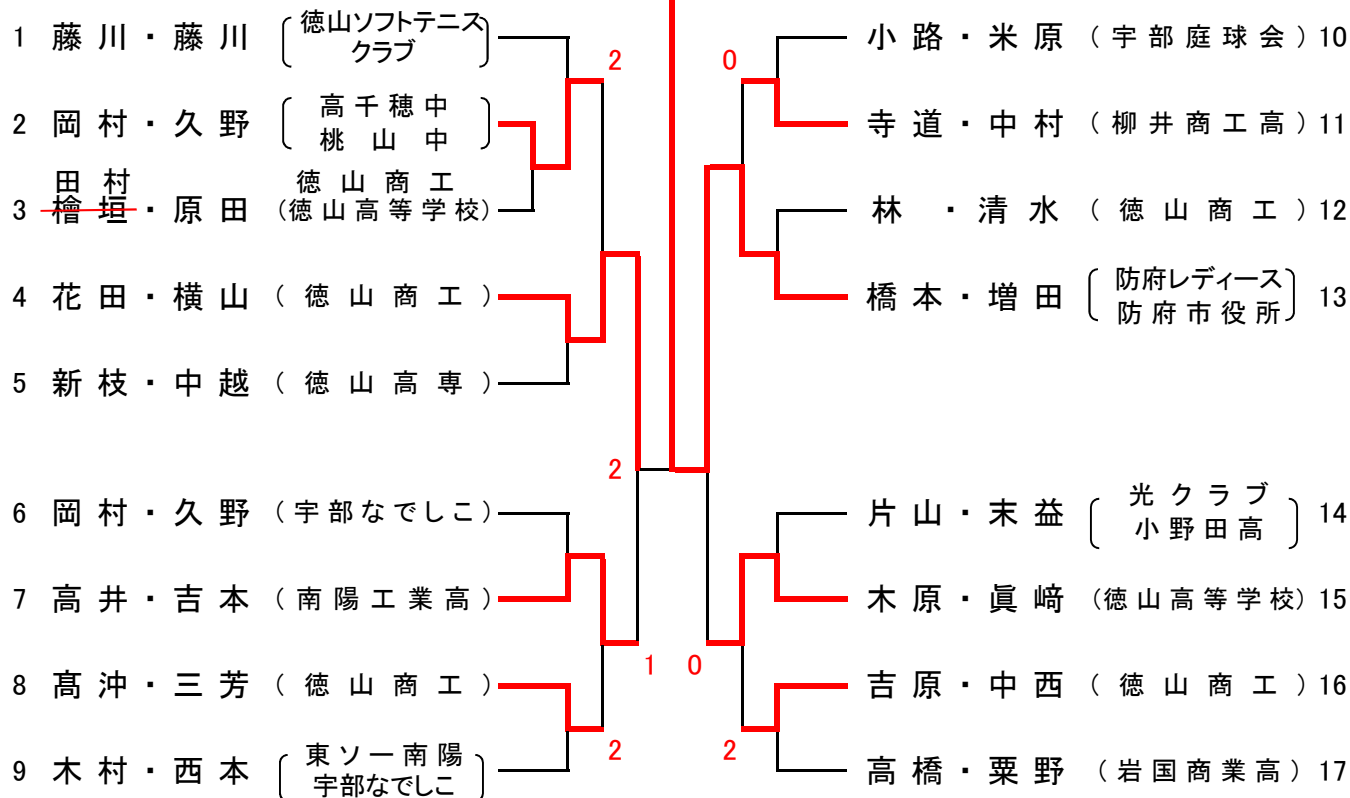 1 藤川・藤川 (徳山ソフトテニス
クラブ)
2 岡村・久野 (高千穂中
桃山中)
田村 徳山商工
3 檜垣・原田 (徳山高等学校)
4 花田・横山 (徳山商工)
5 新枝・中越 (徳山高専)
6 岡村・久野 (宇部なでしこ)
7 高井・吉本 (南陽工業高)
8 髙沖・三芳 (徳山商工)
9 木村・西本 (東ソー南陽
宇部なでしこ)
2
2
1
2
0
0
2
小路・米原 (宇部庭球会) 10
寺道・中村 (柳井商工高) 11
林・清水 (徳山商工) 12
橋本・増田 (防府レディース
防府市役所) 13
片山・末益 (光クラブ
小野田高) 14
木原・眞﨑 (徳山高等学校) 15
吉原・中西 (徳山商工) 16
高橋・粟野 (岩国商業高) 17